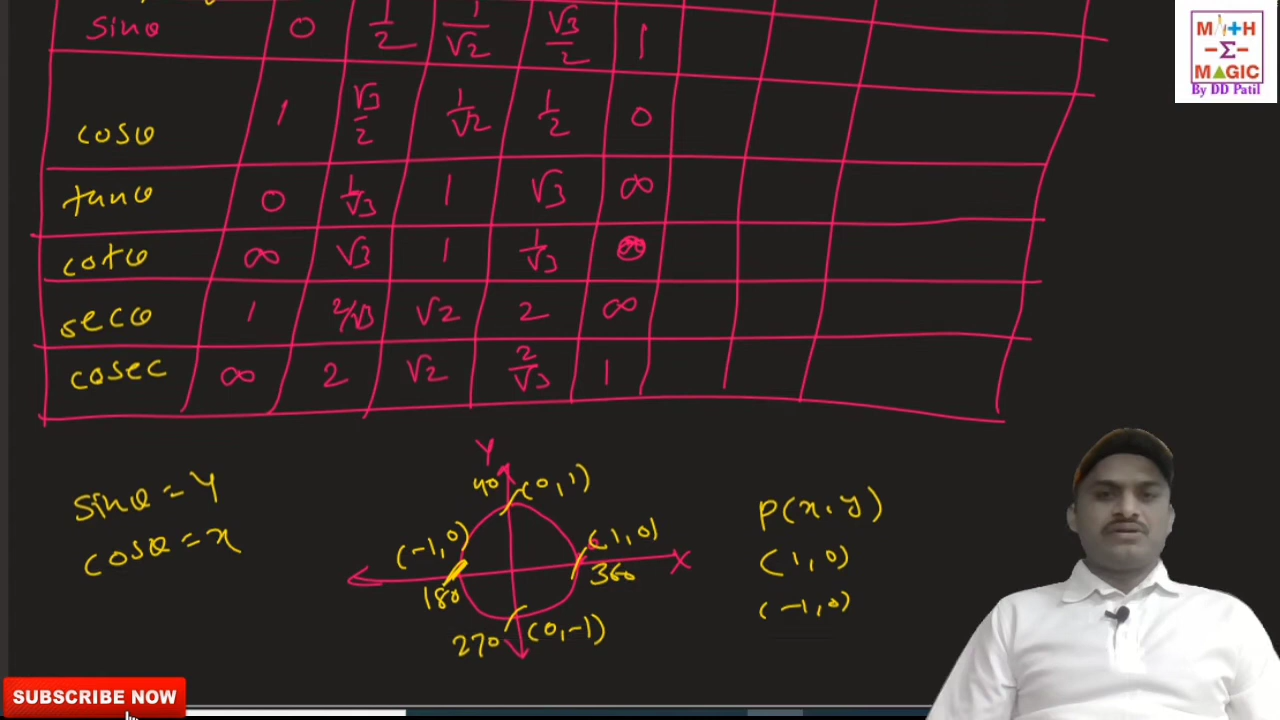 sinθ 0 1/2 1/√2 √3/2 1
cosθ 1 √3/2 1/√2 1/2 0
tanθ 0 1/√3 1 √3 ∞
cotθ ∞ √3 1 1/√3
secθ 1 2/√3 √2 2 ∞
cosec ∞ 2 √2 2/√3 1
M1+H
-Σ-
MAGIC
By DD Patil
sinθ = y
cosθ = x
Y
90 (0,1)
(-1,0) (1,0)
X
180 360
270 (0,-1)
P(x,y)
(1,0)
(-1,0)
SUBSCRIBE NOW